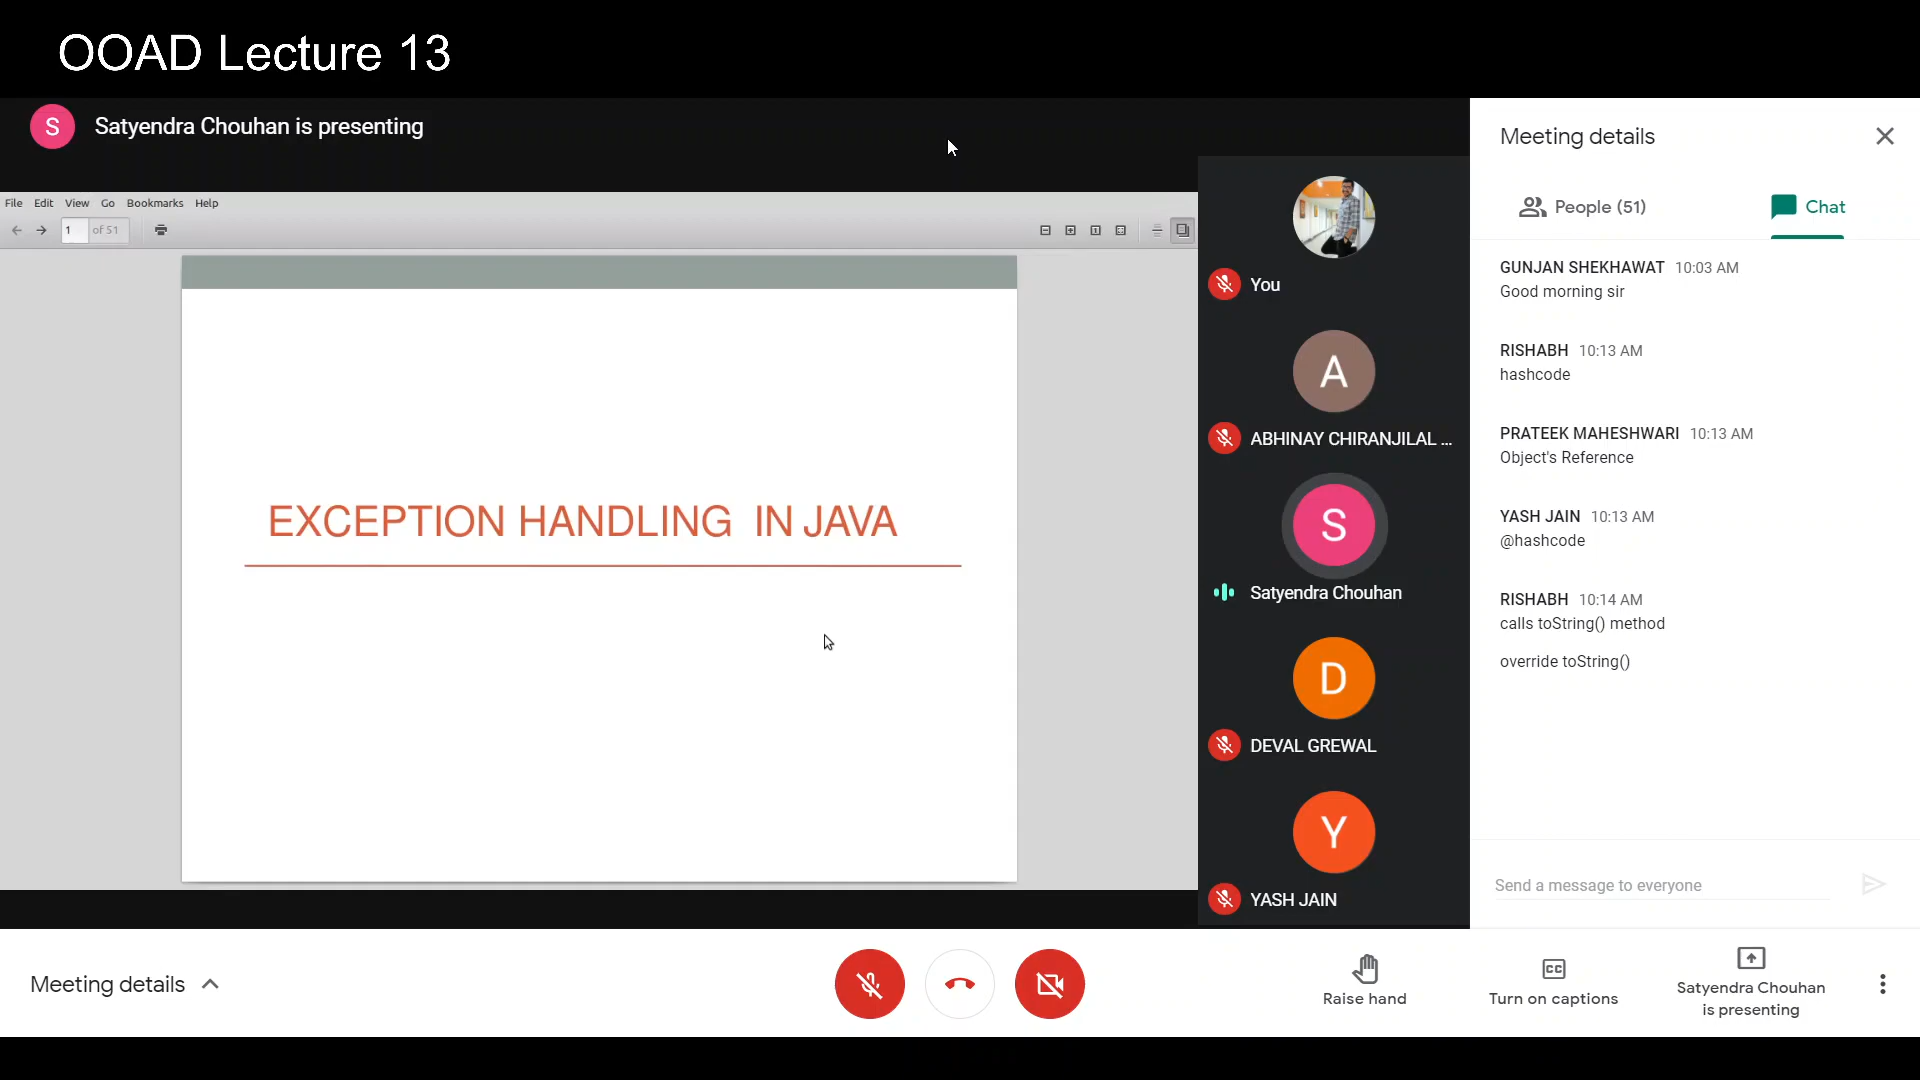 OOAD Lecture 13
S Satyendra Chouhan is presenting
File Edit View Go Bookmarks Help
1 of 51
EXCEPTION HANDLING IN JAVA
You
A
ABHINAY CHIRANJILAL ...
S
Satyendra Chouhan
D
DEVAL GREWAL
Y
YASH JAIN
Meeting details
People (51) Chat
GUNJAN SHEKHAWAT 10:03 AM
Good morning sir
RISHABH 10:13 AM
hashcode
PRATEEK MAHESHWARI 10:13 AM
Object's Reference
YASH JAIN 10:13 AM
@hashcode
RISHABH 10:14 AM
calls toString() method
override toString()
Send a message to everyone
Meeting details
Raise hand
CC
Turn on captions
Satyendra Chouhan
is presenting